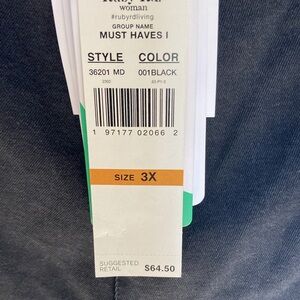 woman
#rubyrdliving
GROUP NAME
MUST HAVES I
STYLE COLOR
36201 MD 001BLACK
1 97177 02066 2
SIZE 3X
SUGGESTED
RETAIL $64.50